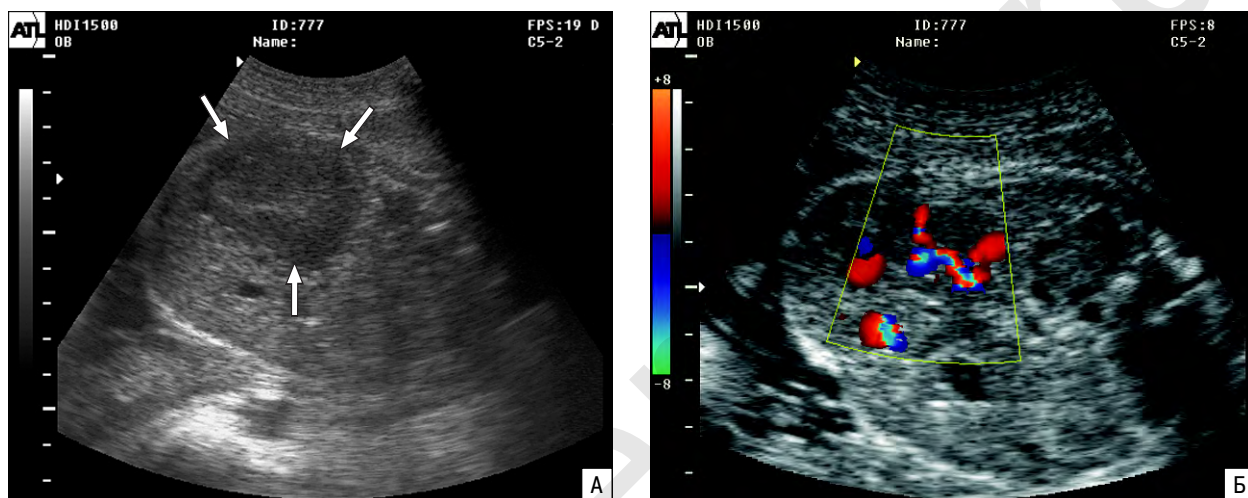 ATL HDI1500 ID:777 FPS:19 D
OB Name: C5-2
А
ATL HDI1500 ID:777 FPS:8
OB Name: C5-2
+8
-8
Б